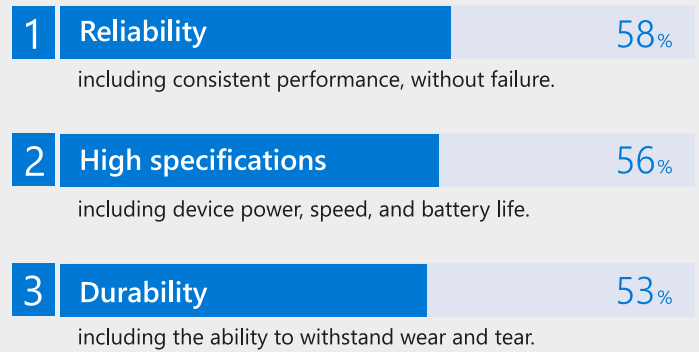 1 Reliability 58%
including consistent performance, without failure.
2 High specifications 56%
including device power, speed, and battery life.
3 Durability 53%
including the ability to withstand wear and tear.